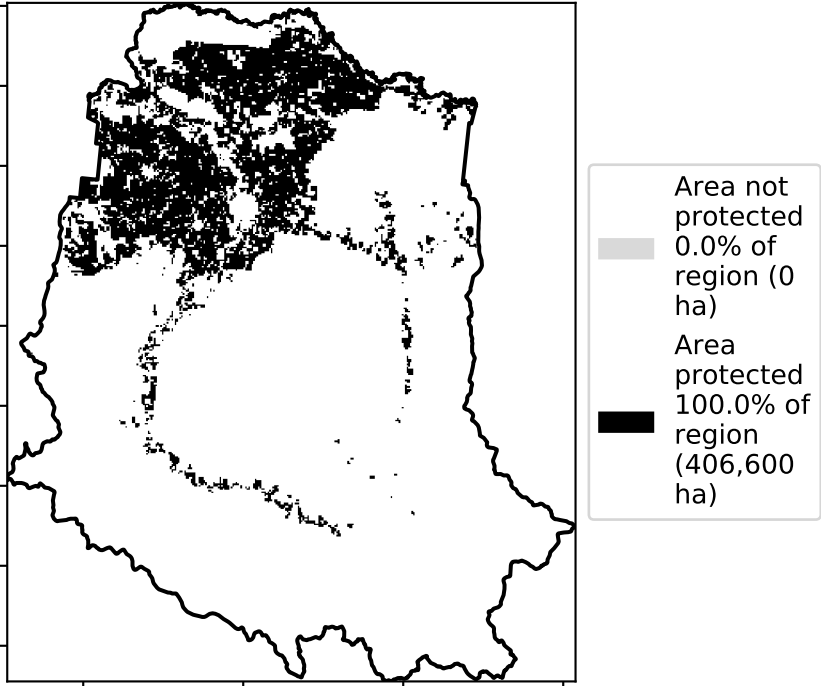 Area not
protected
0.0% of
region (0
ha)
Area
protected
100.0% of
region
(406,600
ha)